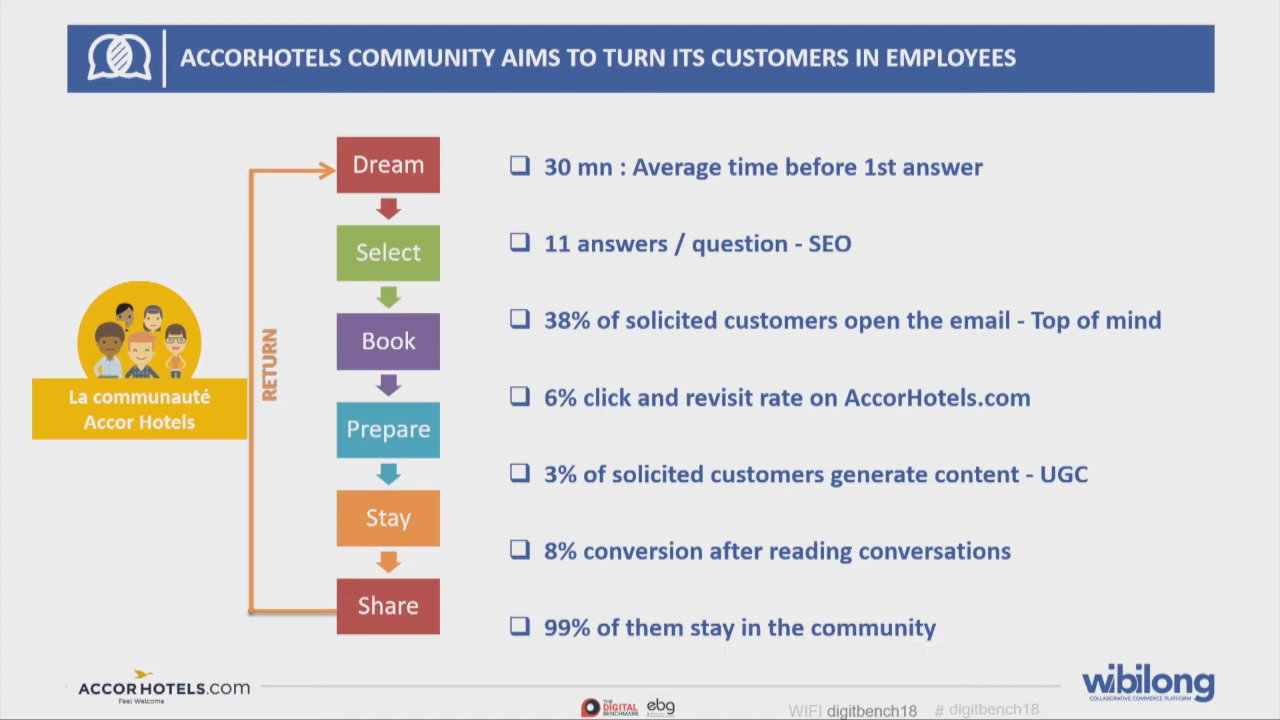 ACCORHOTELS COMMUNITY AIMS TO TURN ITS CUSTOMERS IN EMPLOYEES
Dream
Select
Book
Prepare
Stay
Share
RETURN
La communauté
Accor Hotels
30 mn : Average time before 1st answer
11 answers / question - SEO
38% of solicited customers open the email - Top of mind
6% click and revisit rate on AccorHotels.com
3% of solicited customers generate content - UGC
8% conversion after reading conversations
99% of them stay in the community
ACCORHOTELS.com
Feel Welcome
wibilong
COLLABORATIVE COMMERCE PLATFORM
THE
DIGITAL
BENCHMARK
ebg
WIFI digitbench18 # digitbench18